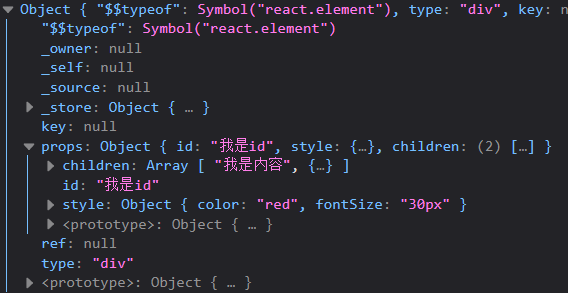 Object { "$$typeof": Symbol("react.element"), type: "div", key: n
"$$typeof": Symbol("react.element")
_owner: null
_self: null
_source: null
_store: Object { … }
key: null
props: Object { id: "我是id", style: {…}, children: (2) […] }
children: Array [ "我是内容", {…} ]
id: "我是id"
style: Object { color: "red", fontSize: "30px" }
<prototype>: Object { … }
ref: null
type: "div"
<prototype>: Object { … }